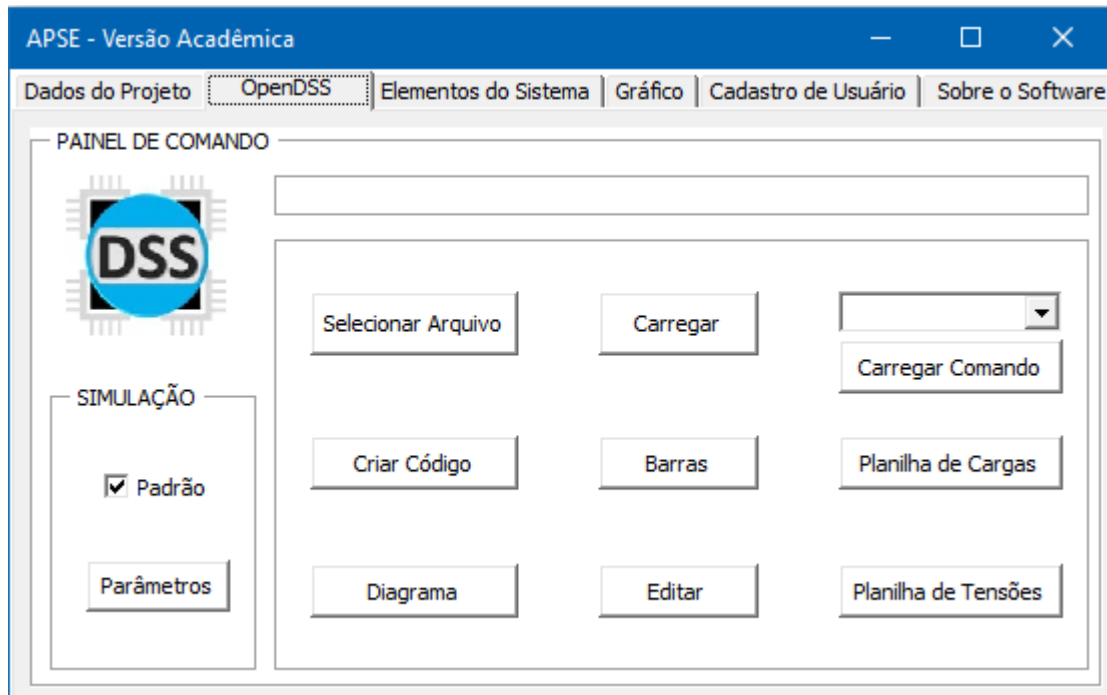 APSE - Versão Acadêmica
Dados do Projeto OpenDSS Elementos do Sistema Gráfico Cadastro de Usuário Sobre o Software
PAINEL DE COMANDO
DSS
Selecionar Arquivo Carregar
Carregar Comando
SIMULAÇÃO
Criar Código Barras Planilha de Cargas
Padrão
Parâmetros Diagrama Editar Planilha de Tensões